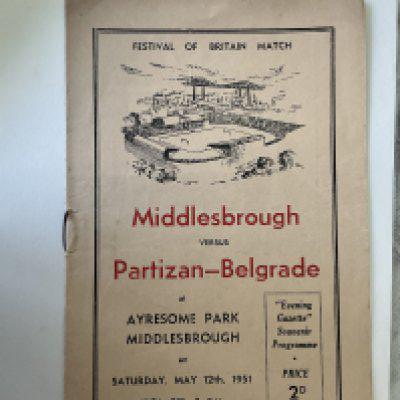 FESTIVAL OF BRITAIN MATCH
Middlesbrough
VERSUS
Partizan—Belgrade
at
AYRESOME PARK
MIDDLESBROUGH
on
SATURDAY, MAY 12th, 1951
"Evening
Gazette"
Souvenir
Programme
•
PRICE
2D